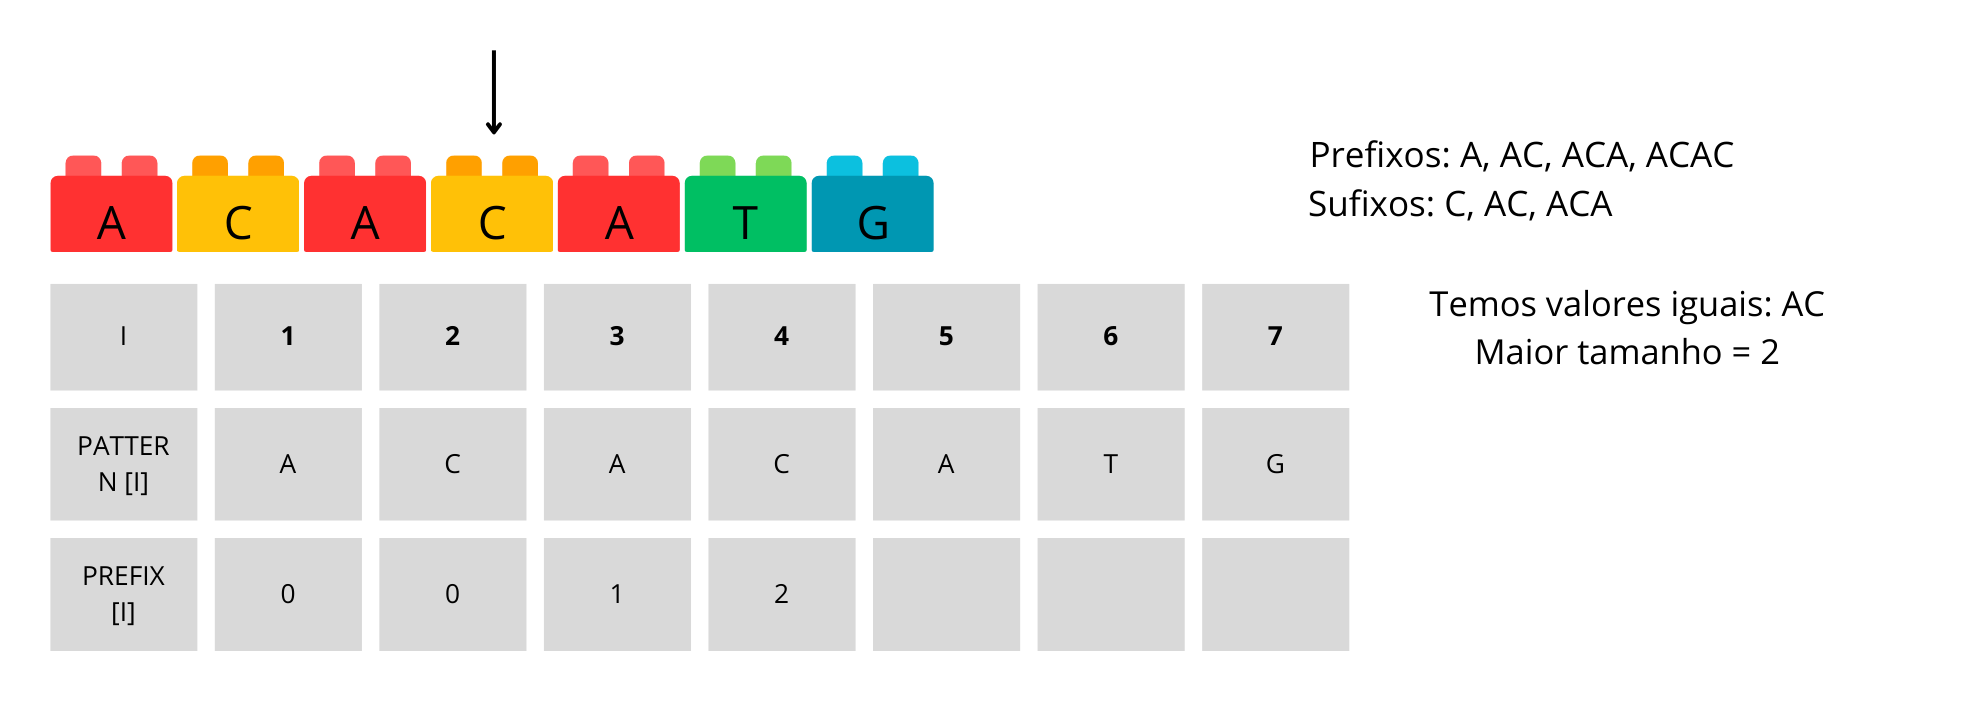 Prefixos: A, AC, ACA, ACAC
Sufixos: C, AC, ACA
A C A C A T G
Temos valores iguais: AC
Maior tamanho = 2
I 1 2 3 4 5 6 7
PATTER
N [I]
A C A C A T G
PREFIX
[I]
0 0 1 2